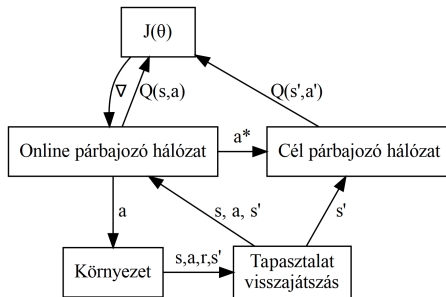 J(θ)
∇
Q(s,a)
Q(s',a')
Online párbajozó hálózat
a*
Cél párbajozó hálózat
a
s, a, s'
s'
Környezet
s,a,r,s'
Tapasztalat
visszajátszás